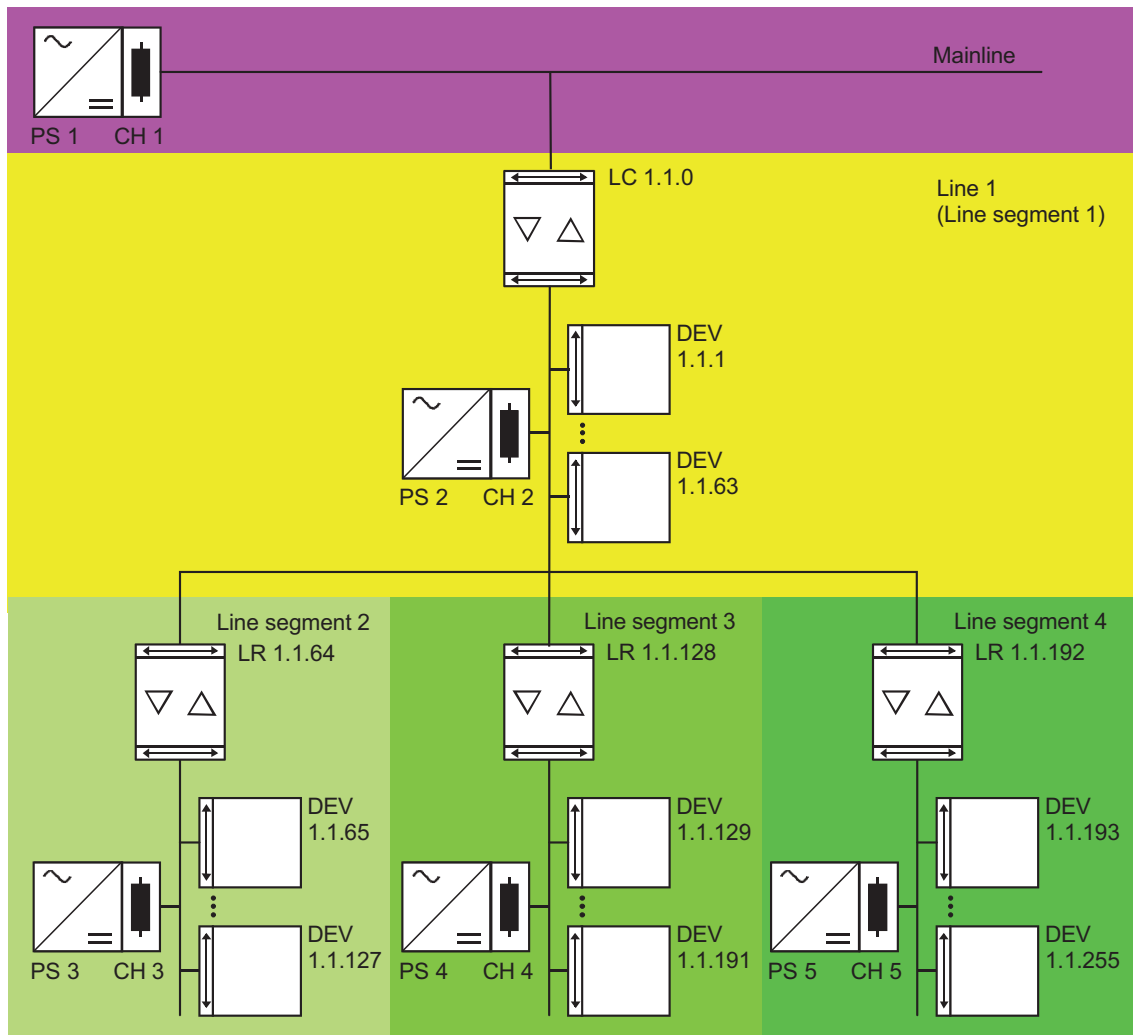 Mainline
PS 1 CH 1
LC 1.1.0
Line 1
(Line segment 1)
DEV
1.1.1
DEV
1.1.63
PS 2 CH 2
Line segment 2
LR 1.1.64
DEV
1.1.65
DEV
1.1.127
PS 3 CH 3
Line segment 3
LR 1.1.128
DEV
1.1.129
DEV
1.1.191
PS 4 CH 4
Line segment 4
LR 1.1.192
DEV
1.1.193
DEV
1.1.255
PS 5 CH 5